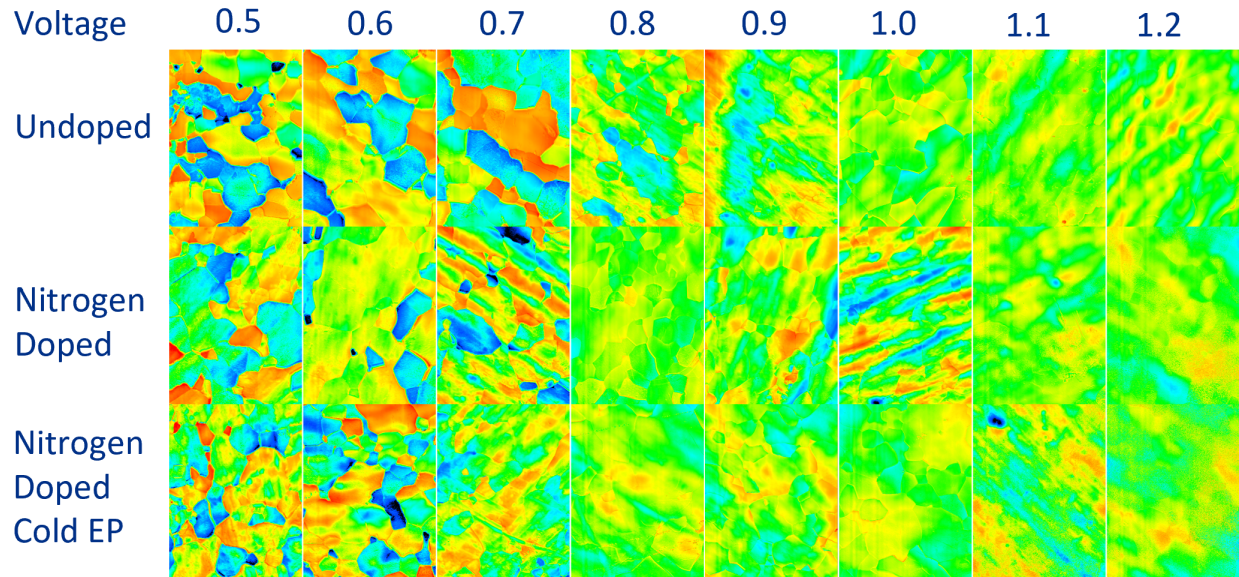 Voltage 0.5 0.6 0.7 0.8 0.9 1.0 1.1 1.2
Undoped
Nitrogen
Doped
Nitrogen
Doped
Cold EP